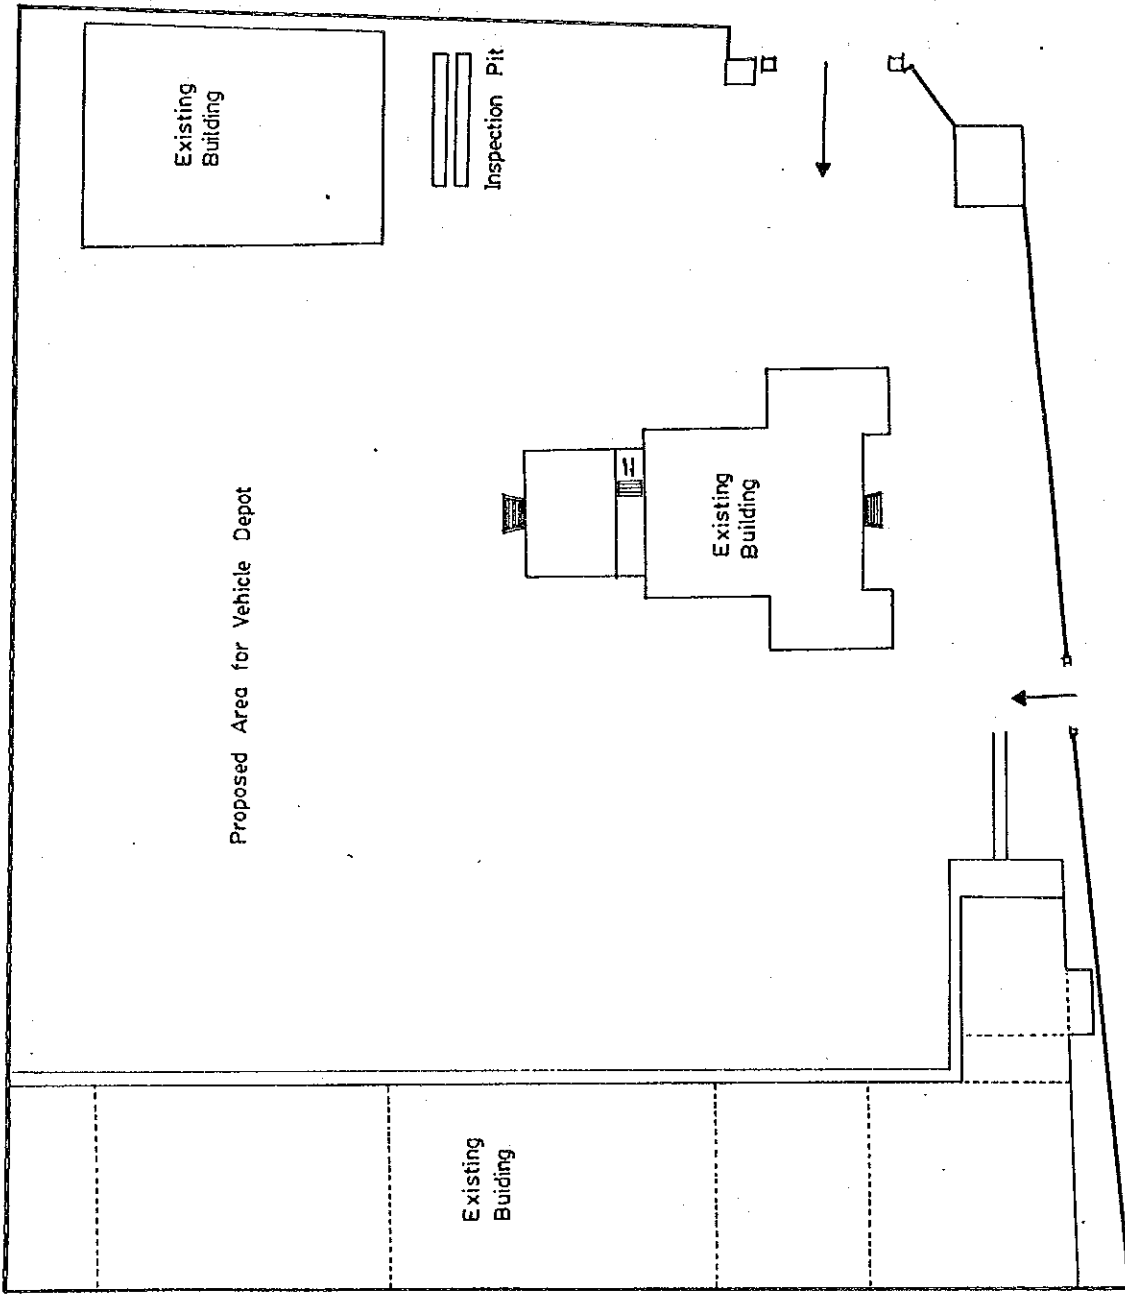 Existing
Building
Inspection Pit
Proposed Area for Vehicle Depot
Existing
Building
Existing
Buiding